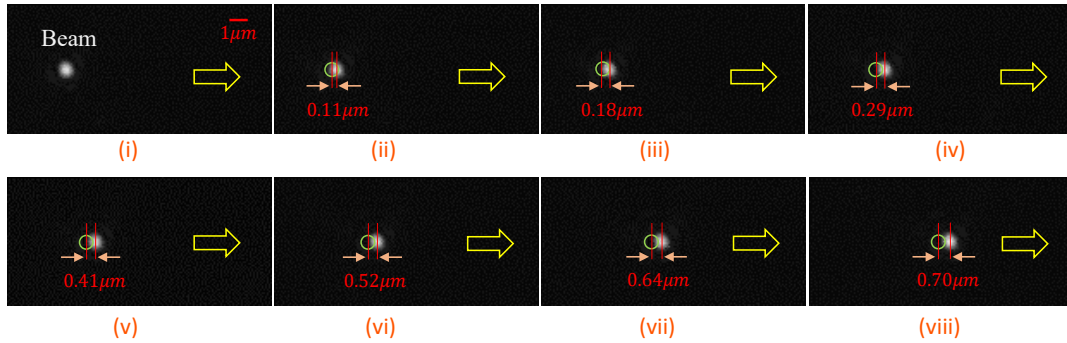 Beam
1μm
0.11μm
0.18μm
0.29μm
(i)
(ii)
(iii)
(iv)
0.41μm
0.52μm
0.64μm
0.70μm
(v)
(vi)
(vii)
(viii)